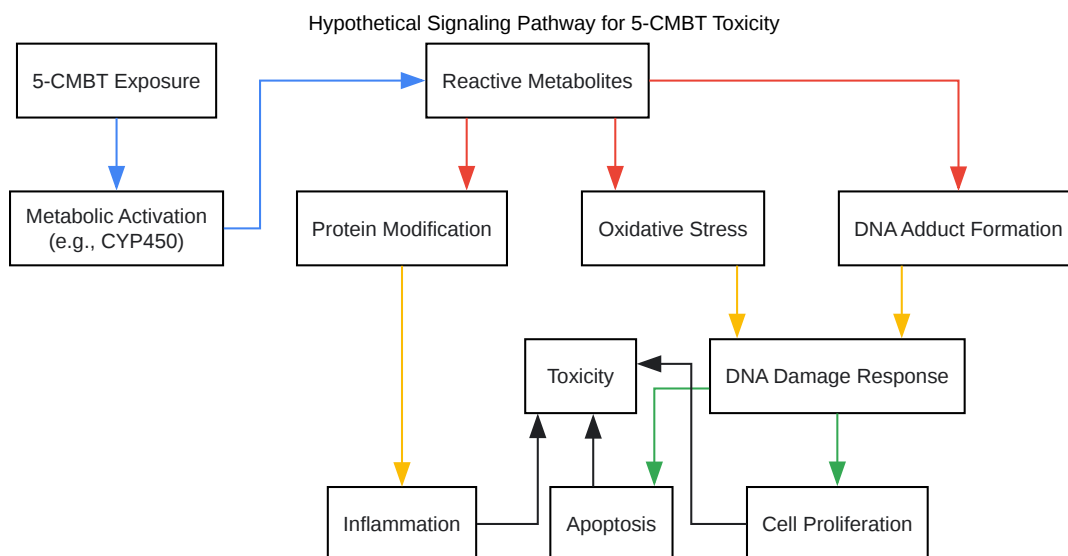 Hypothetical Signaling Pathway for 5-CMBT Toxicity
5-CMBT Exposure
Reactive Metabolites
Metabolic Activation
(e.g., CYP450)
Protein Modification
Oxidative Stress
DNA Adduct Formation
Toxicity
DNA Damage Response
Inflammation
Apoptosis
Cell Proliferation